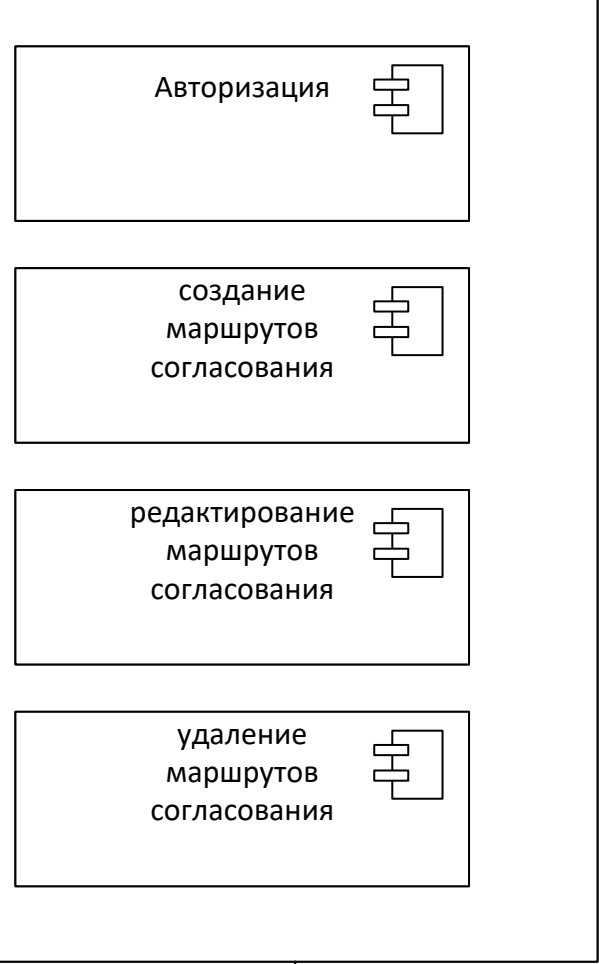 Авторизация
создание
маршрутов
согласования
редактирование
маршрутов
согласования
удаление
маршрутов
согласования